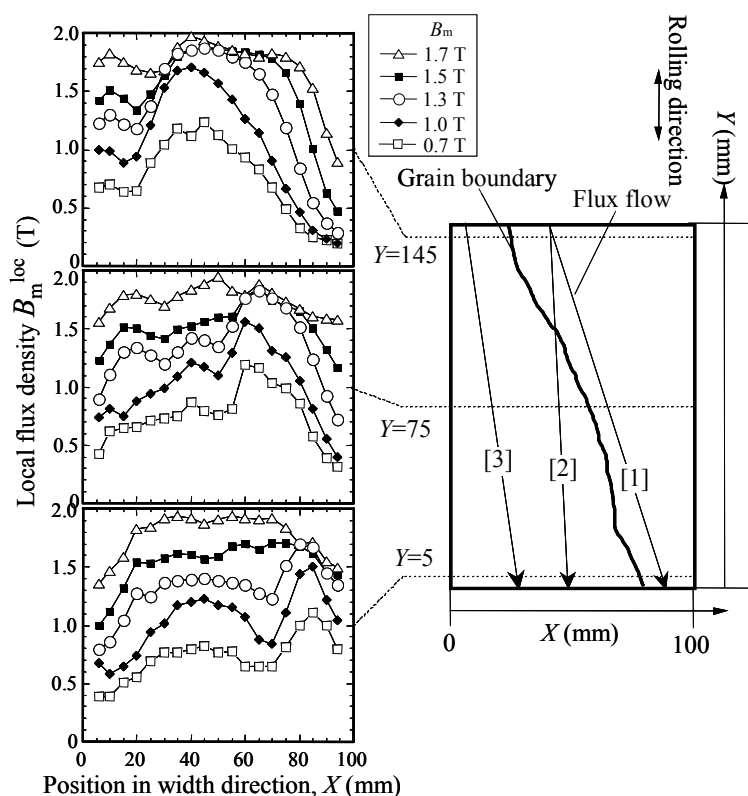 B_m
1.7 T
1.5 T
1.3 T
1.0 T
0.7 T
2.0
1.5
1.0
0.5
0.0
2.0
1.5
1.0
0.5
0
2.0
1.5
1.0
0.5
0
0 20 40 60 80 100
Local flux density B_m^loc (T)
Position in width direction, X (mm)
Rolling direction
Y (mm)
Grain boundary
Flux flow
Y=145
Y=75
Y=5
[3]
[2]
[1]
0
100
X (mm)